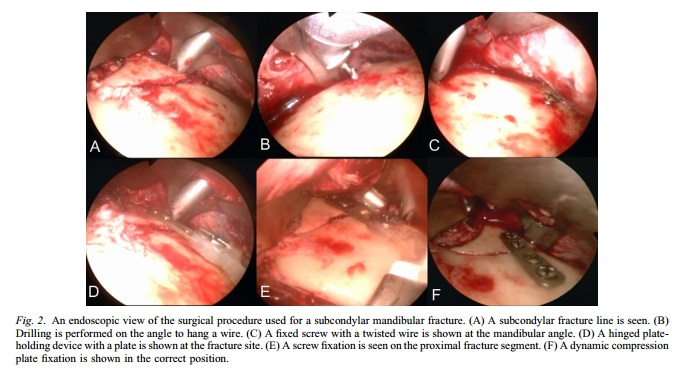 A
B
C
D
E
F
Fig. 2. An endoscopic view of the surgical procedure used for a subcondylar mandibular fracture. (A) A subcondylar fracture line is seen. (B)
Drilling is performed on the angle to hang a wire. (C) A fixed screw with a twisted wire is shown at the mandibular angle. (D) A hinged plate-
holding device with a plate is shown at the fracture site. (E) A screw fixation is seen on the proximal fracture segment. (F) A dynamic compression
plate fixation is shown in the correct position.